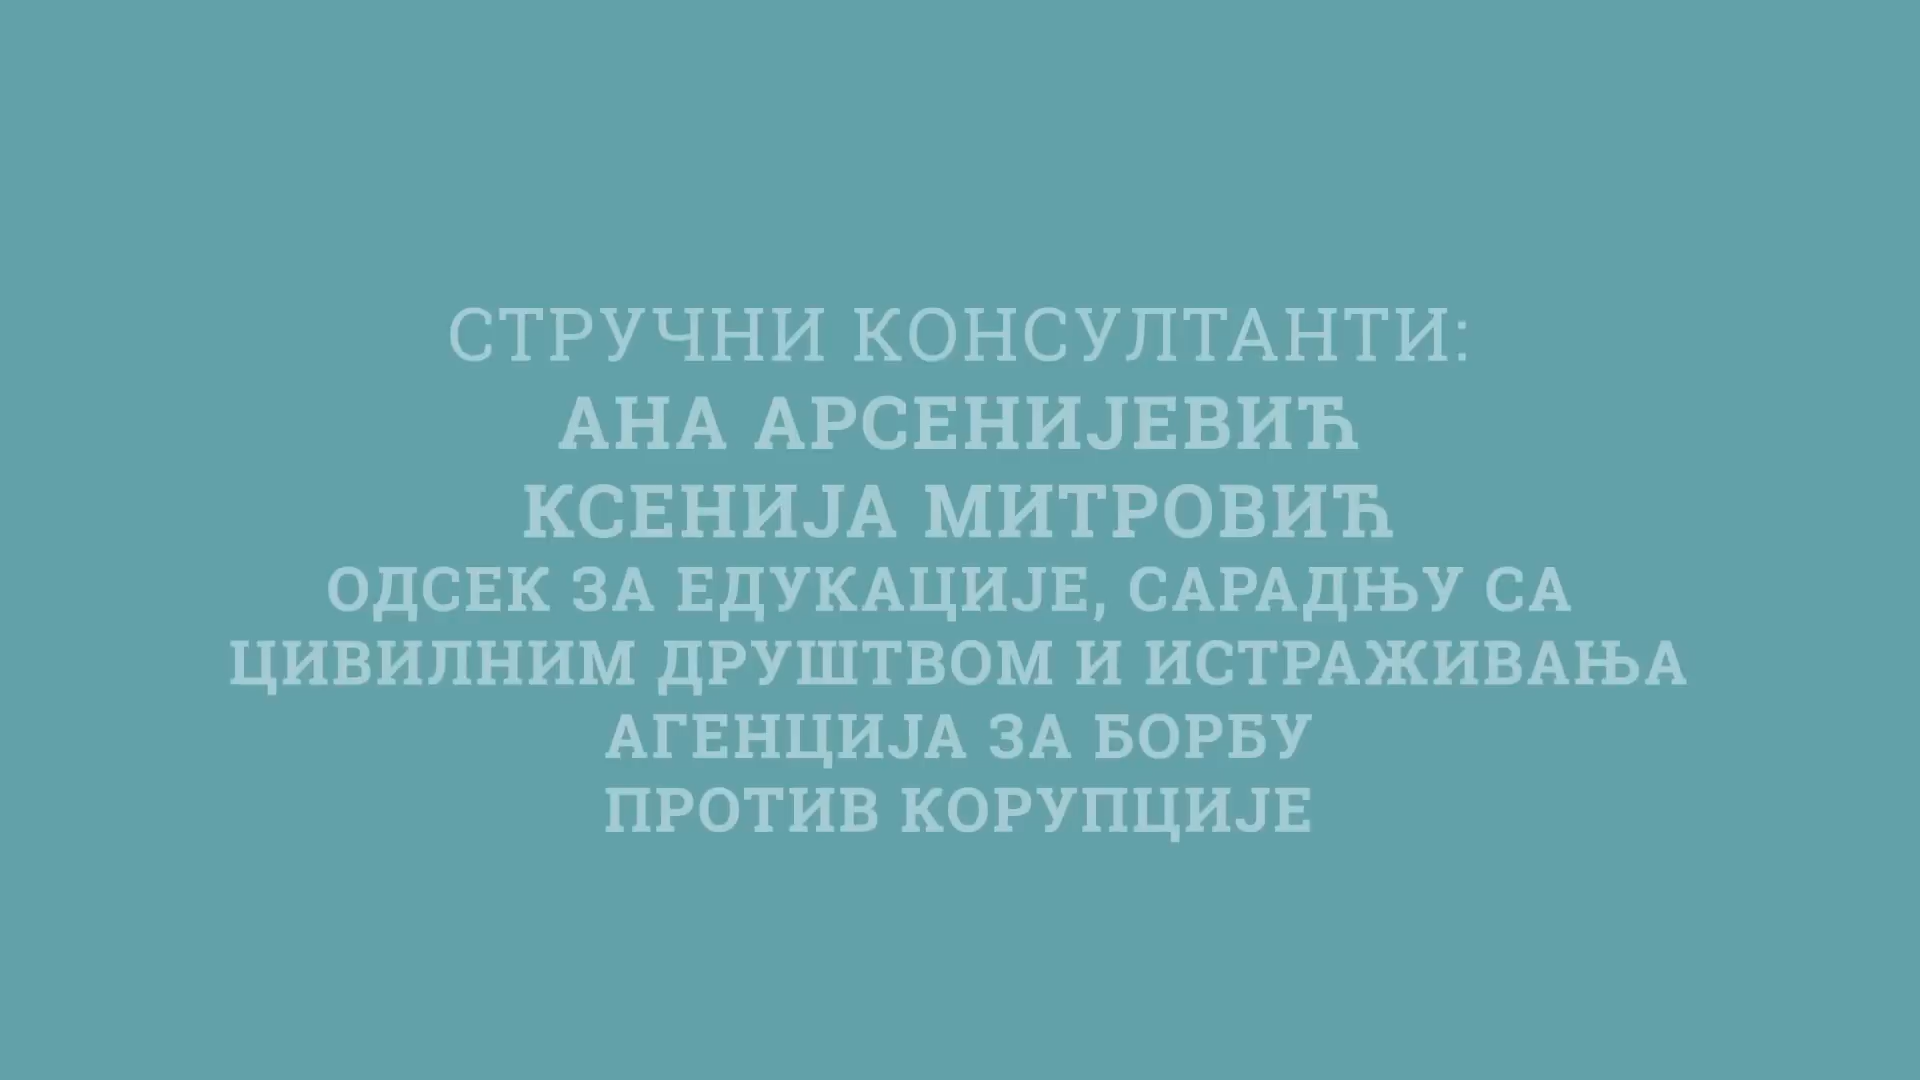 СТРУЧНИ КОНСУЛТАНТИ:
АНА АРСЕНИЈЕВИЋ
КСЕНИЈА МИТРОВИЋ
ОДСЕК ЗА ЕДУКАЦИЈЕ, САРАДЊУ СА
ЦИВИЛНИМ ДРУШТВОМ И ИСТРАЖИВАЊА
АГЕНЦИЈА ЗА БОРБУ
ПРОТИВ КОРУПЦИЈЕ